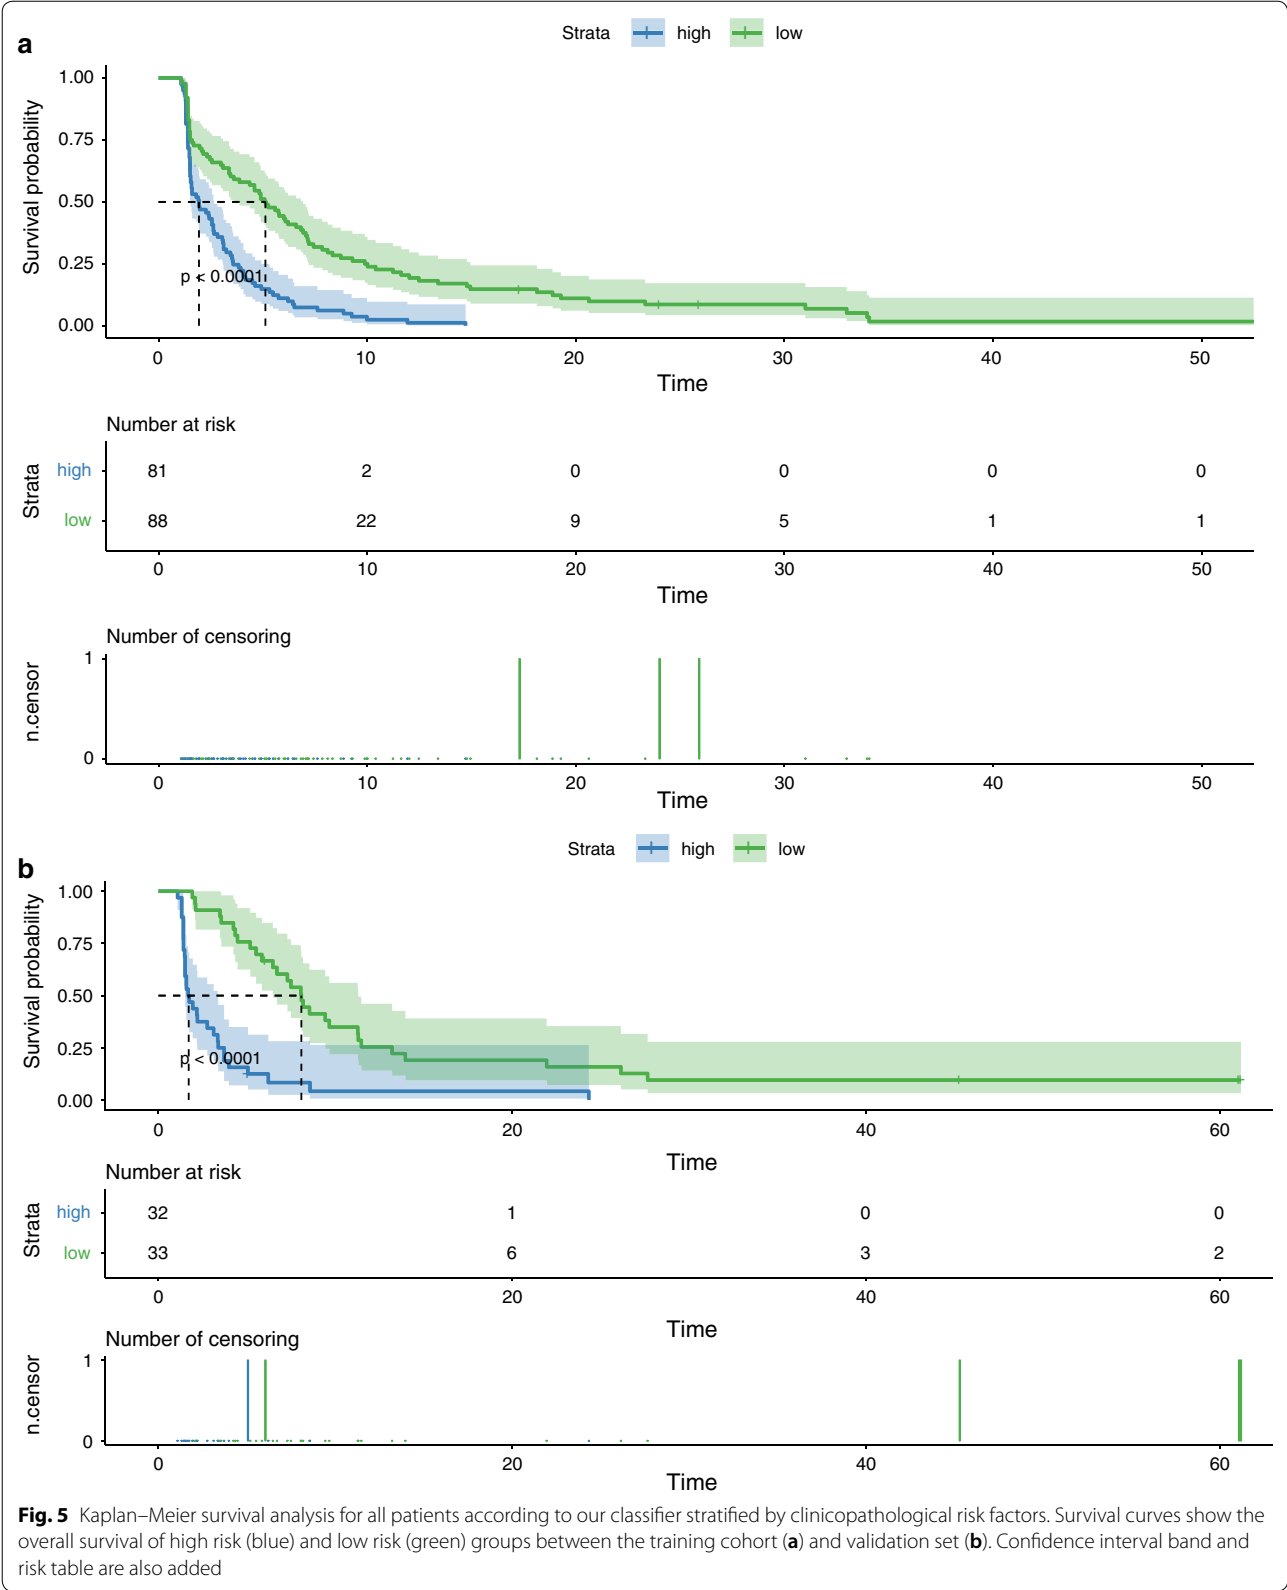 a
Strata high low
Survival probability
1.00
0.75
0.50
0.25
0.00
p < 0.0001
0 10 20 30 40 50
Time
Number at risk
Strata
high 81 2 0 0 0 0
low 88 22 9 5 1 1
0 10 20 30 40 50
Time
Number of censoring
n.censor
1
0
0 10 20 30 40 50
Time
b
Strata high low
Survival probability
1.00
0.75
0.50
0.25
0.00
p < 0.0001
0 20 40 60
Time
Number at risk
Strata
high 32 1 0 0
low 33 6 3 2
0 20 40 60
Time
Number of censoring
n.censor
1
0
0 20 40 60
Time
Fig. 5 Kaplan–Meier survival analysis for all patients according to our classifier stratified by clinicopathological risk factors. Survival curves show the
overall survival of high risk (blue) and low risk (green) groups between the training cohort (a) and validation set (b). Confidence interval band and
risk table are also added